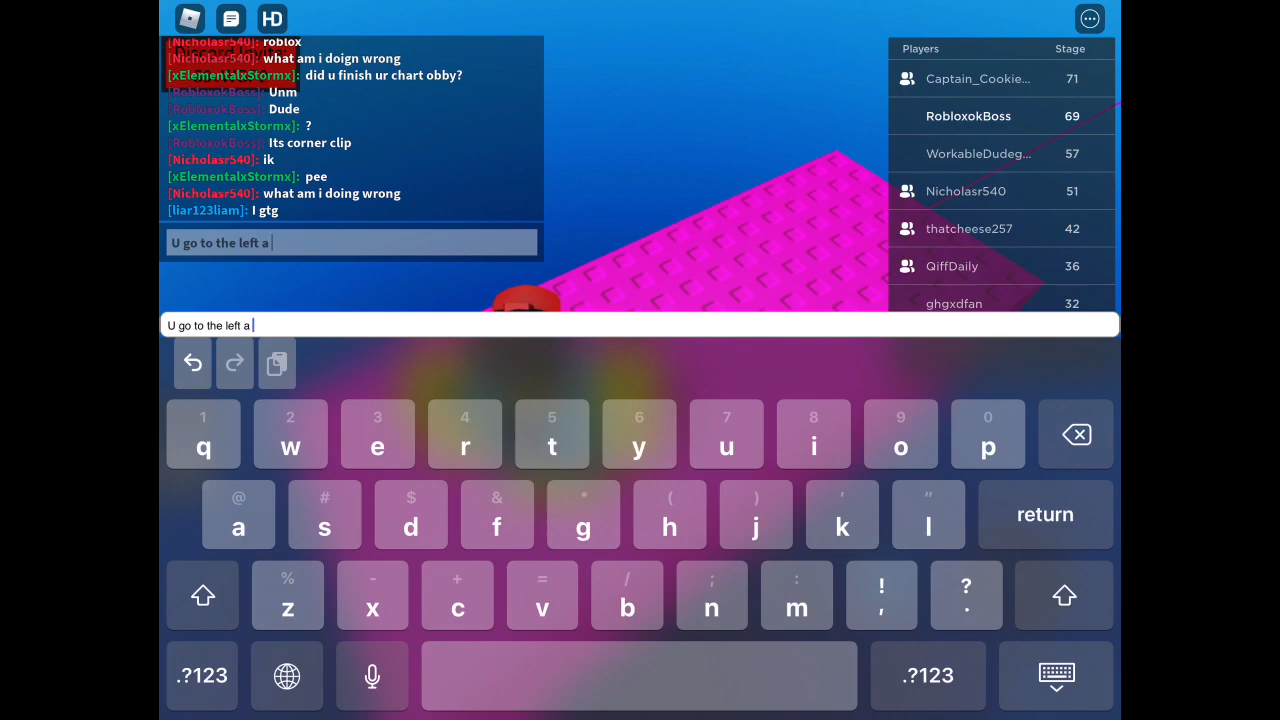 HD
[Nicholasr540]: roblox
[Nicholasr540]: what am i doign wrong
[xElementalxStormx]: did u finish ur chart obby?
[RobloxokBoss]: Unm
[RobloxokBoss]: Dude
[xElementalxStormx]: ?
[RobloxokBoss]: Its corner clip
[Nicholasr540]: ik
[xElementalxStormx]: pee
[Nicholasr540]: what am i doing wrong
[liar123liam]: I gtg
U go to the left a
Players Stage
Captain_Cookie... 71
RobloxokBoss 69
WorkableDudeg... 57
Nicholasr540 51
thatcheese257 42
QiffDaily 36
ghgxdfan 32
U go to the left a
1 2 3 4 5 6 7 8 9 0
q w e r t y u i o p
@ # $ & * ( ) ' "
a s d f g h j k l return
% - + = / ; : ! ?
z x c v b n m , .
.?123 .?123